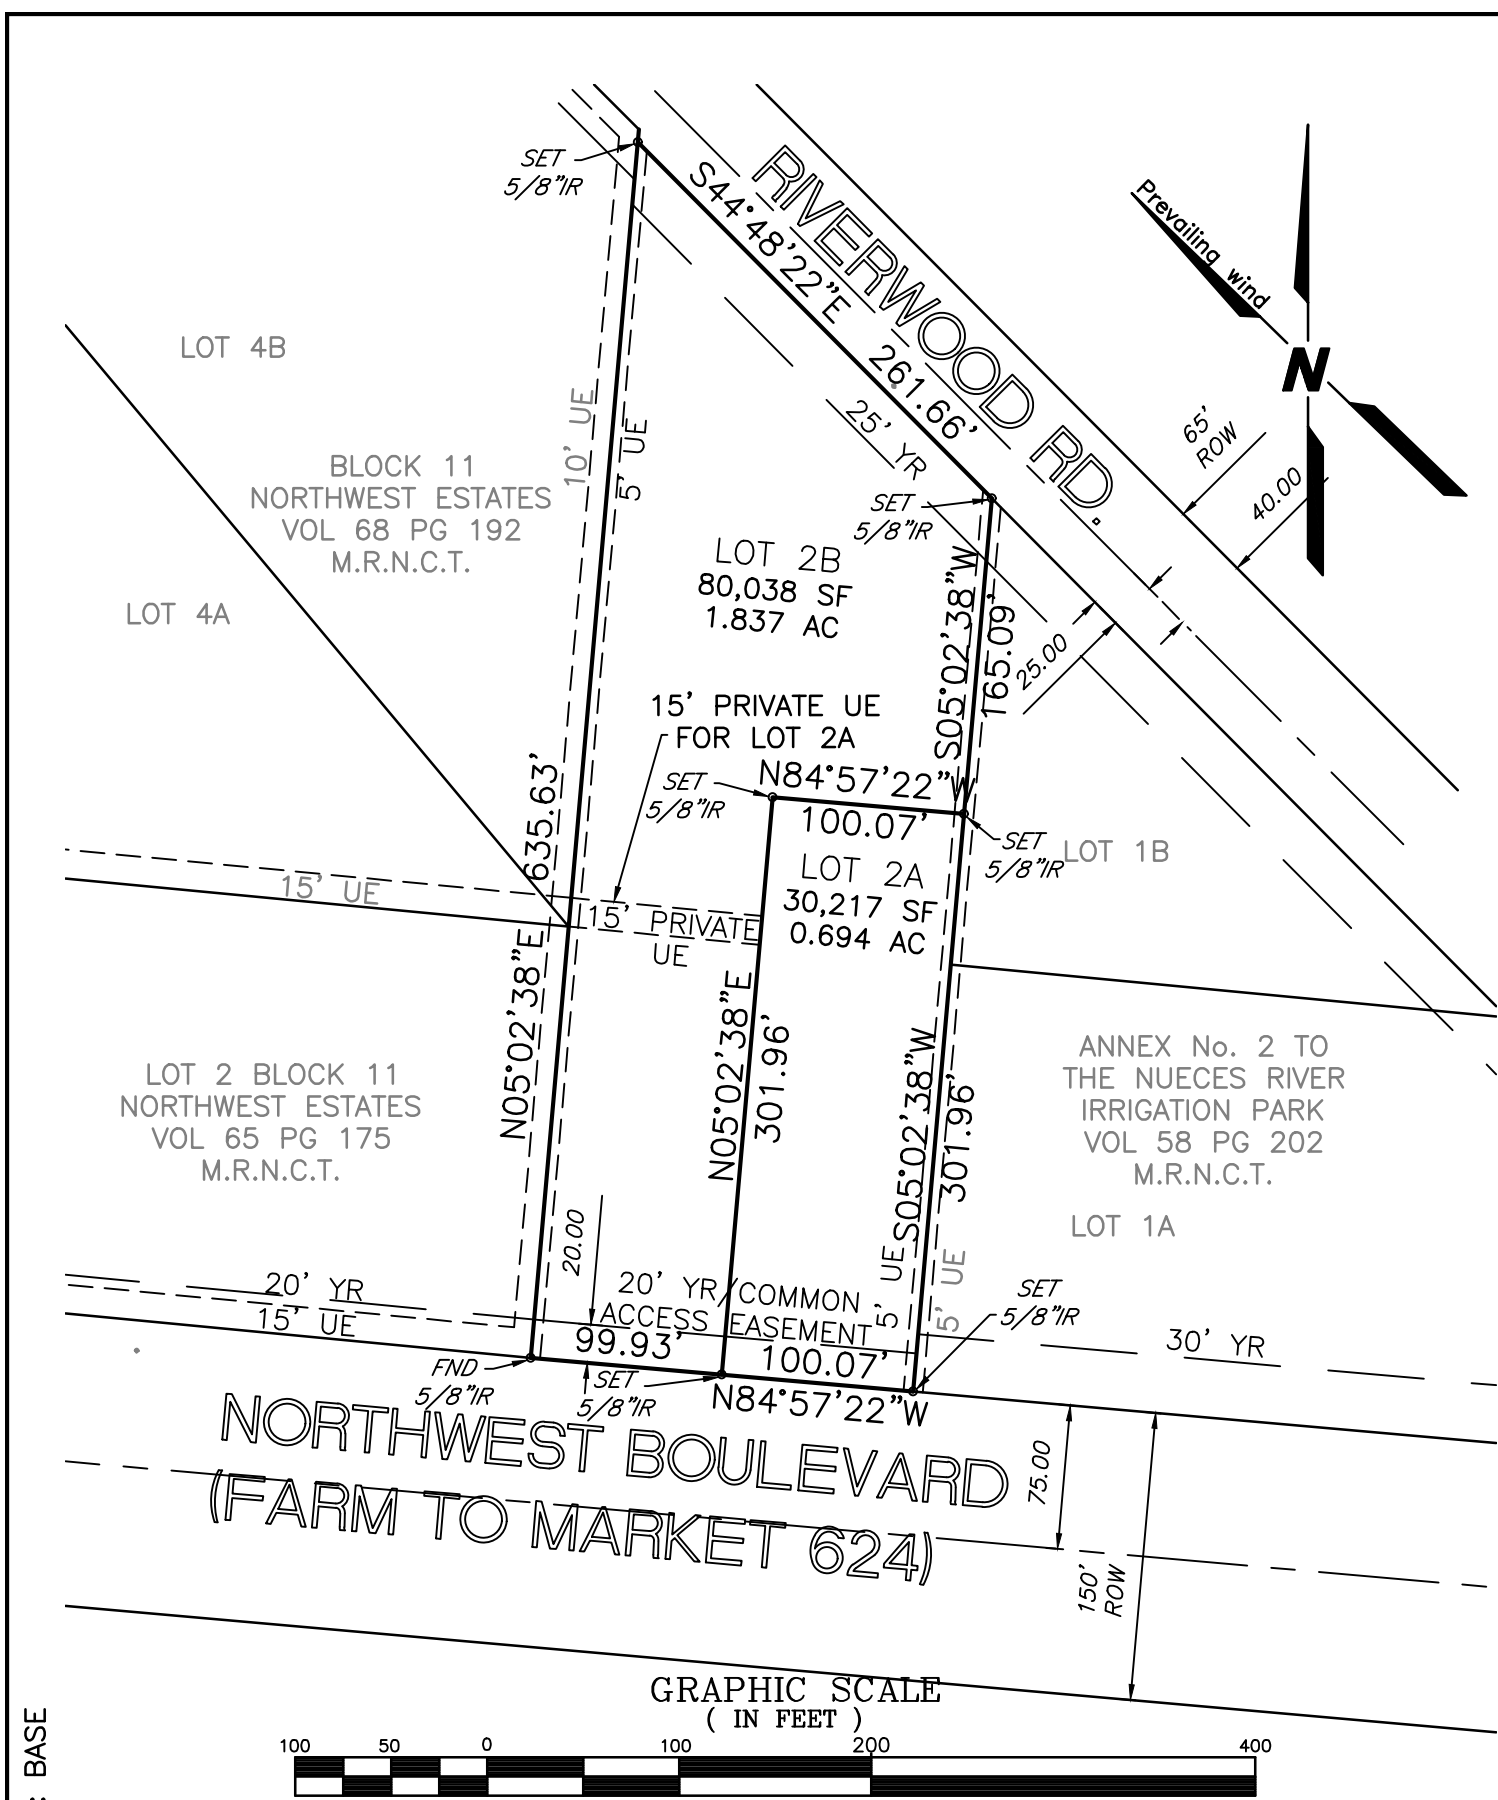 SET
5/8"IR
S44°48'22"E 261.66'
RIVERWOOD RD.
Prevailing wind
N
65'
ROW
40.00
LOT 4B
10' UE
5' UE
25' YR
BLOCK 11
NORTHWEST ESTATES
VOL 68 PG 192
M.R.N.C.T.
SET
5/8"IR
LOT 2B
80,038 SF
1.837 AC
LOT 4A
S05°02'38"W
165.09'
25.00
15' PRIVATE UE
FOR LOT 2A
SET
5/8"IR
N84°57'22"W
100.07'
SET
5/8"IR
LOT 1B
LOT 2A
30,217 SF
0.694 AC
15' UE
15' PRIVATE
UE
N05°02'38"E 635.63'
N05°02'38"E
301.96'
S05°02'38"W
301.96'
LOT 2 BLOCK 11
NORTHWEST ESTATES
VOL 65 PG 175
M.R.N.C.T.
ANNEX No. 2 TO
THE NUECES RIVER
IRRIGATION PARK
VOL 58 PG 202
M.R.N.C.T.
LOT 1A
20.00
20' YR
15' UE
20' YR/COMMON
ACCESS EASEMENT
5' UE
5' UE
SET
5/8"IR
30' YR
99.93'
100.07'
FND
5/8"IR
SET
5/8"IR
N84°57'22"W
NORTHWEST BOULEVARD
(FARM TO MARKET 624)
75.00
150'
ROW
GRAPHIC SCALE
( IN FEET )
100 50 0 100 200 400
: BASE